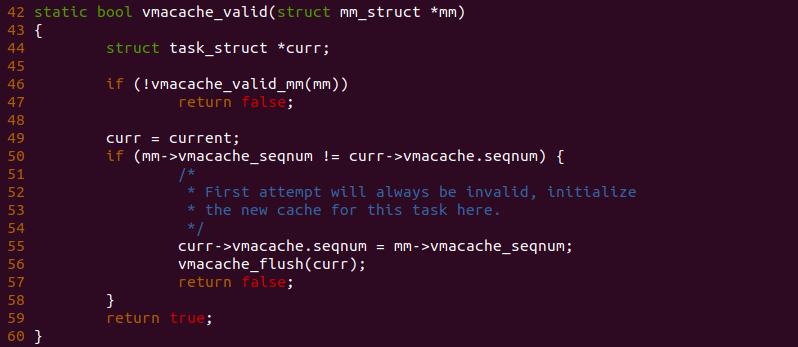 42 static bool vmacache_valid(struct mm_struct *mm)
43 {
44         struct task_struct *curr;
45
46         if (!vmacache_valid_mm(mm))
47                 return false;
48
49         curr = current;
50         if (mm->vmacache_seqnum != curr->vmacache.seqnum) {
51                 /*
52                  * First attempt will always be invalid, initialize
53                  * the new cache for this task here.
54                  */
55                 curr->vmacache.seqnum = mm->vmacache_seqnum;
56                 vmacache_flush(curr);
57                 return false;
58         }
59         return true;
60 }